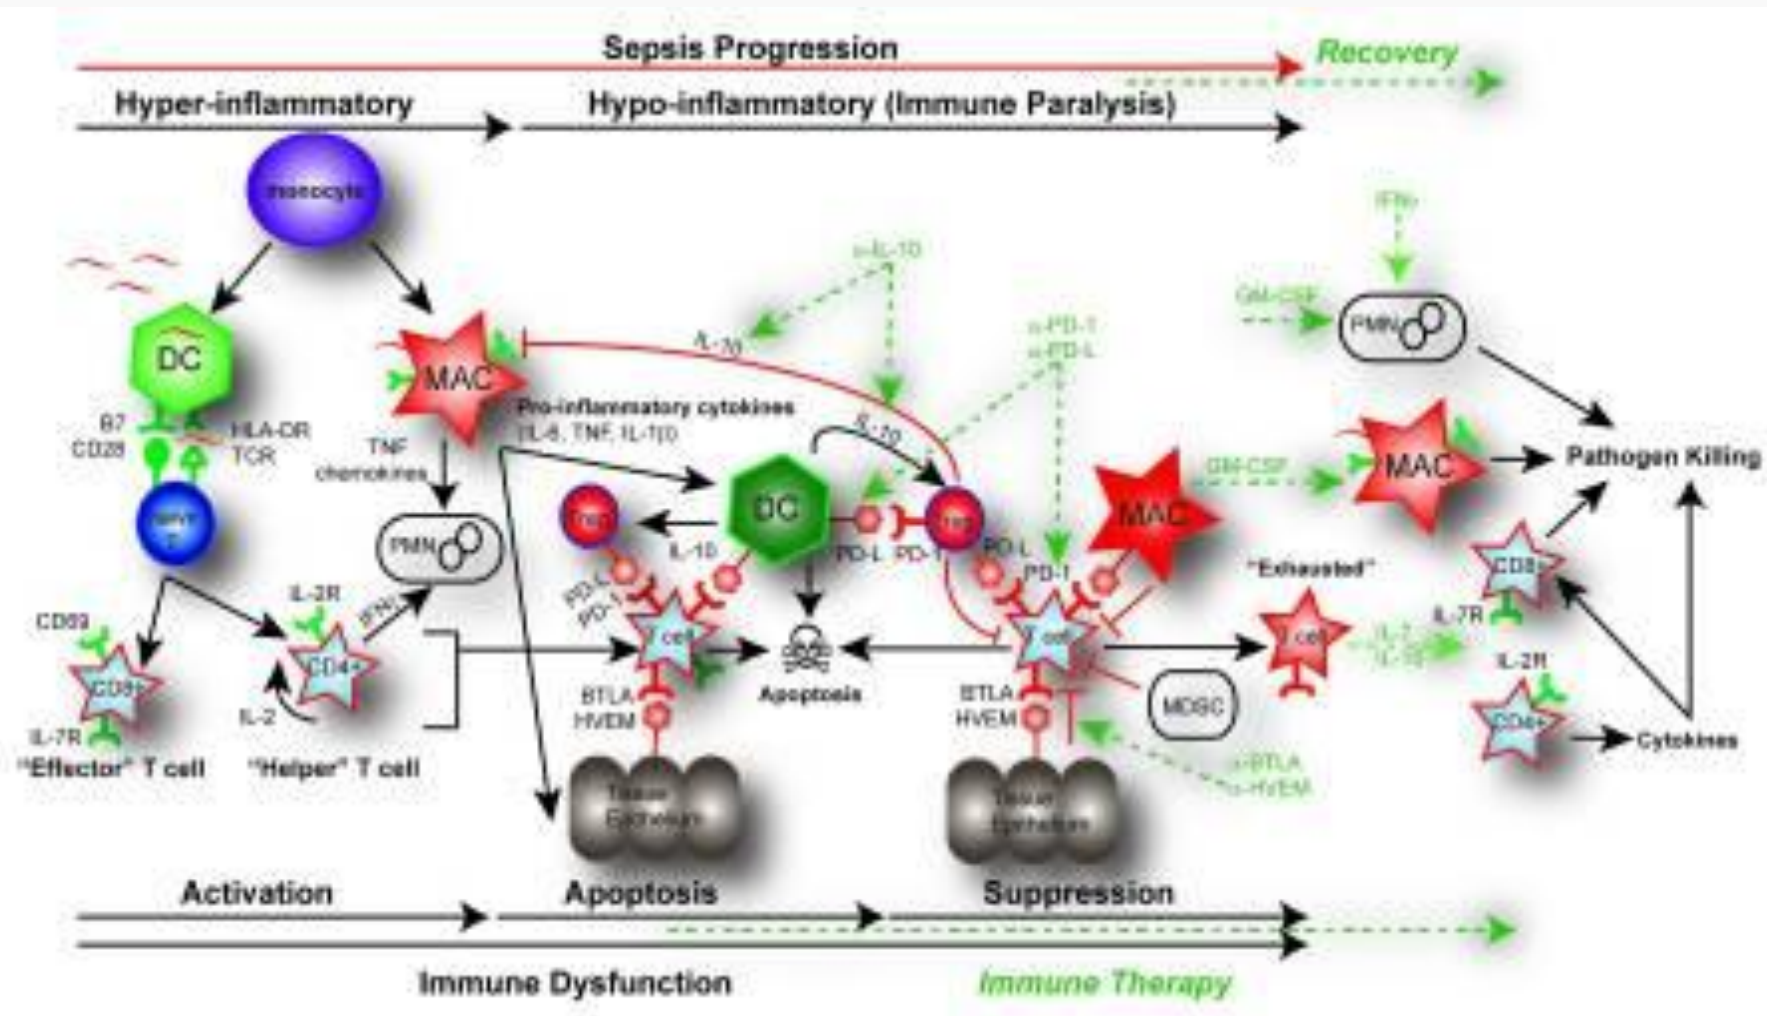 Sepsis Progression
Recovery
Hyper-inflammatory
Hypo-inflammatory (Immune Paralysis)
monocyte
IFNγ
α-IL-10
GM-CSF
PMN
DC
MAC
IL-10
α-PD-1
α-PD-L
B7
CD28
HLA-DR
TCR
TNF
chemokines
Pro-inflammatory cytokines
(IL-6, TNF, IL-1β)
IL-10
DC
MAC
GM-CSF
MAC
Pathogen Killing
PMN
IL-10
PD-L
PD-1
PD-L
PD-1
"Exhausted"
CD8+
IL-7R
CD69
IL-2R
IFNγ
PD-L
PD-1
CD8+
CD4+
T cell
T cell
T cell
IL-7
Apoptosis
IL-2R
IL-2
IL-7R
BTLA
HVEM
BTLA
HVEM
MDSC
CD4+
Cytokines
"Effector" T cell
"Helper" T cell
α-BTLA
α-HVEM
Tissue
Epithelium
Tissue
Epithelium
Activation
Apoptosis
Suppression
Immune Dysfunction
Immune Therapy